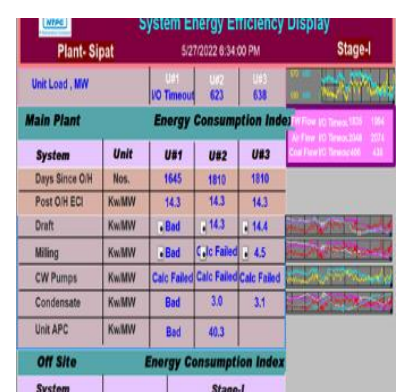 NTPC
System Energy Efficiency Display
Plant- Sipat 5/27/2022 6:34:00 PM Stage-I
Unit Load , MW U#1 U#2 U#3
I/O Timeout 623 638
Main Plant Energy Consumption Index
System Unit U#1 U#2 U#3
Days Since O/H Nos. 1645 1810 1810
Post O/H ECI Kw/MW 14.3 14.3 14.3
Draft Kw/MW Bad 14.3 14.4
Milling Kw/MW Bad Calc Failed 4.5
CW Pumps Kw/MW Calc Failed Calc Failed Calc Failed
Condensate Kw/MW Bad 3.0 3.1
Unit APC Kw/MW Bad 40.3
Off Site Energy Consumption Index
System Stage-I